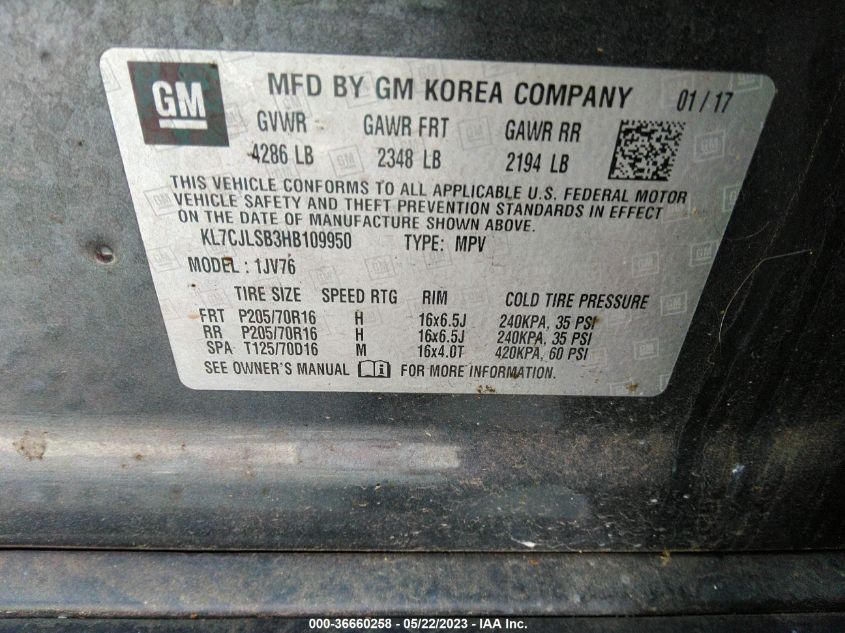 GM
MFD BY GM KOREA COMPANY 01/17
GVWR GAWR FRT GAWR RR
4286 LB 2348 LB 2194 LB
THIS VEHICLE CONFORMS TO ALL APPLICABLE U.S. FEDERAL MOTOR
VEHICLE SAFETY AND THEFT PREVENTION STANDARDS IN EFFECT
ON THE DATE OF MANUFACTURE SHOWN ABOVE.
KL7CJLSB3HB109950 TYPE: MPV
MODEL : 1JV76
TIRE SIZE SPEED RTG RIM COLD TIRE PRESSURE
FRT P205/70R16 H 16x6.5J 240KPA, 35 PSI
RR P205/70R16 H 16x6.5J 240KPA, 35 PSI
SPA T125/70D16 M 16x4.0T 420KPA, 60 PSI
SEE OWNER'S MANUAL i FOR MORE INFORMATION.
000-36660258 - 05/22/2023 - IAA Inc.